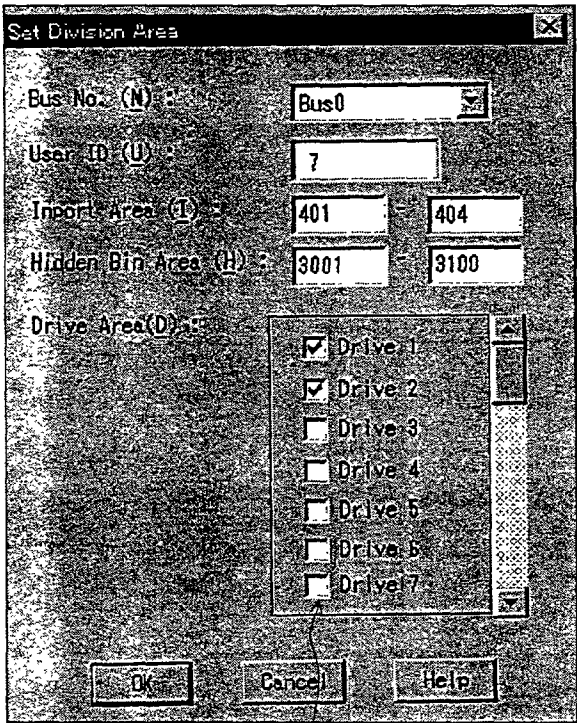 Set Division Area
Bus No. (N) : Bus0
User ID (U) : 7
Inport Area (I) : 401 - 404
Hidden Bin Area (H) : 3001 - 3100
Drive Area(D) :
Drive 1
Drive 2
Drive 3
Drive 4
Drive 5
Drive 6
Drive 7
OK Cancel Help